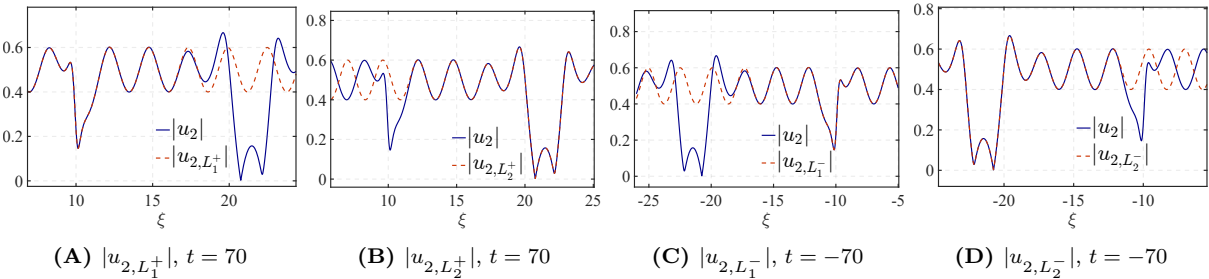 0.6
0.4
0.2
0
10
15
20
ξ
|u₂|
|u₂,L₁⁺|
(A) |u₂,L₁⁺|, t = 70
0.8
0.6
0.4
0.2
0
10
15
20
25
ξ
|u₂|
|u₂,L₂⁺|
(B) |u₂,L₂⁺|, t = 70
0.8
0.6
0.4
0.2
0
-25
-20
-15
-10
-5
ξ
|u₂|
|u₂,L₁⁻|
(C) |u₂,L₁⁻|, t = −70
0.8
0.6
0.4
0.2
0
-20
-15
-10
ξ
|u₂|
|u₂,L₂⁻|
(D) |u₂,L₂⁻|, t = −70